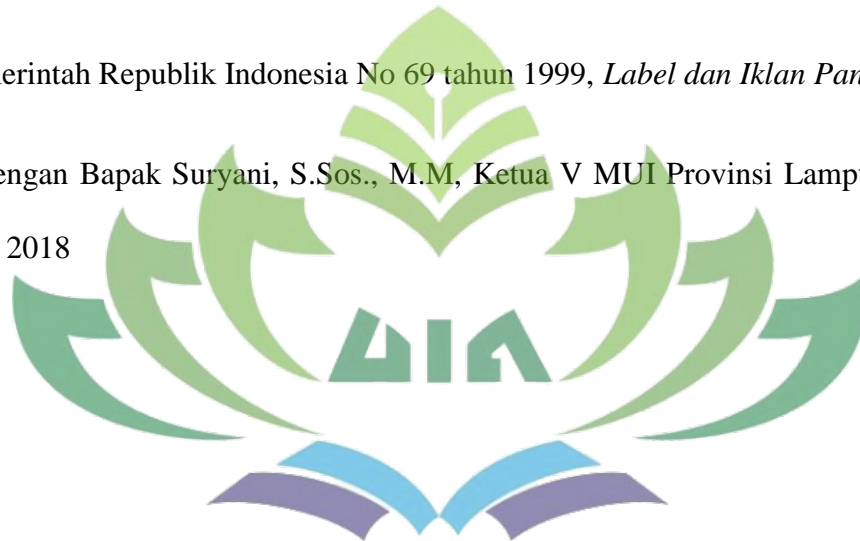 nerintah Republik Indonesia No 69 tahun 1999, Label dan Iklan Pan
engan Bapak Suryani, S.Sos., M.M, Ketua V MUI Provinsi Lamp
2018
UIN